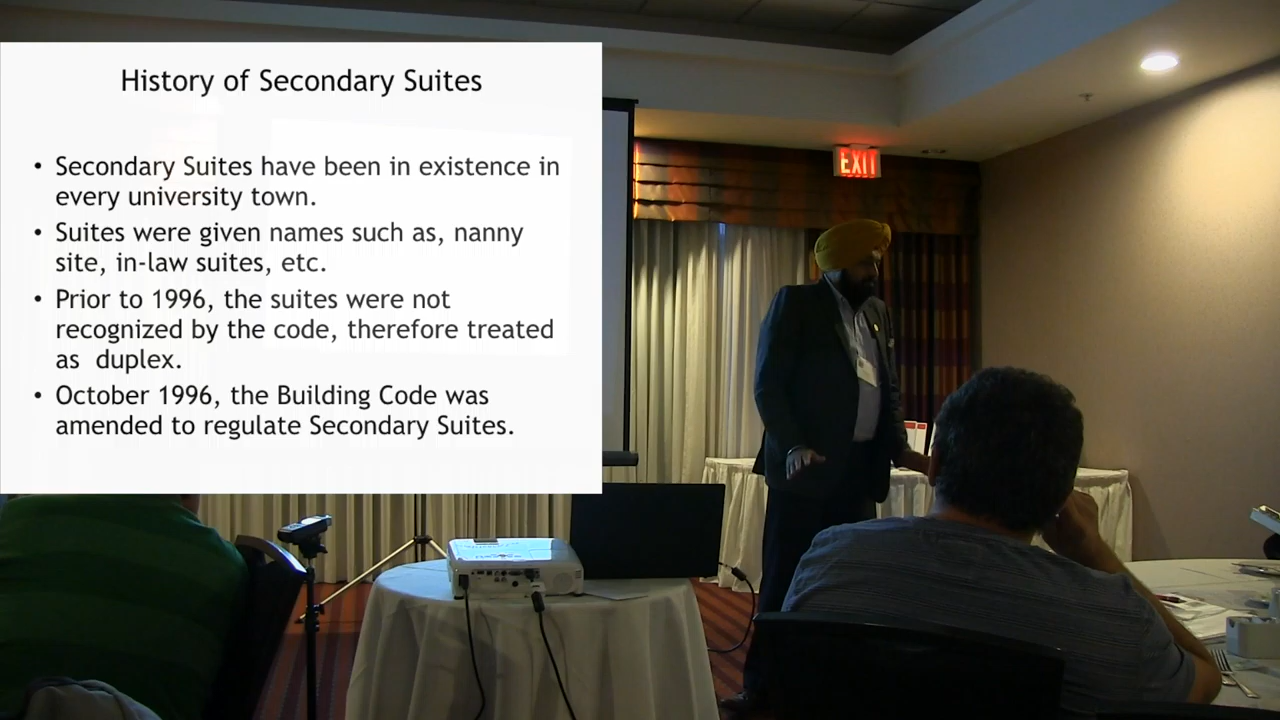 History of Secondary Suites
• Secondary Suites have been in existence in
every university town.
• Suites were given names such as, nanny
site, in-law suites, etc.
• Prior to 1996, the suites were not
recognized by the code, therefore treated
as  duplex.
• October 1996, the Building Code was
amended to regulate Secondary Suites.
EXIT